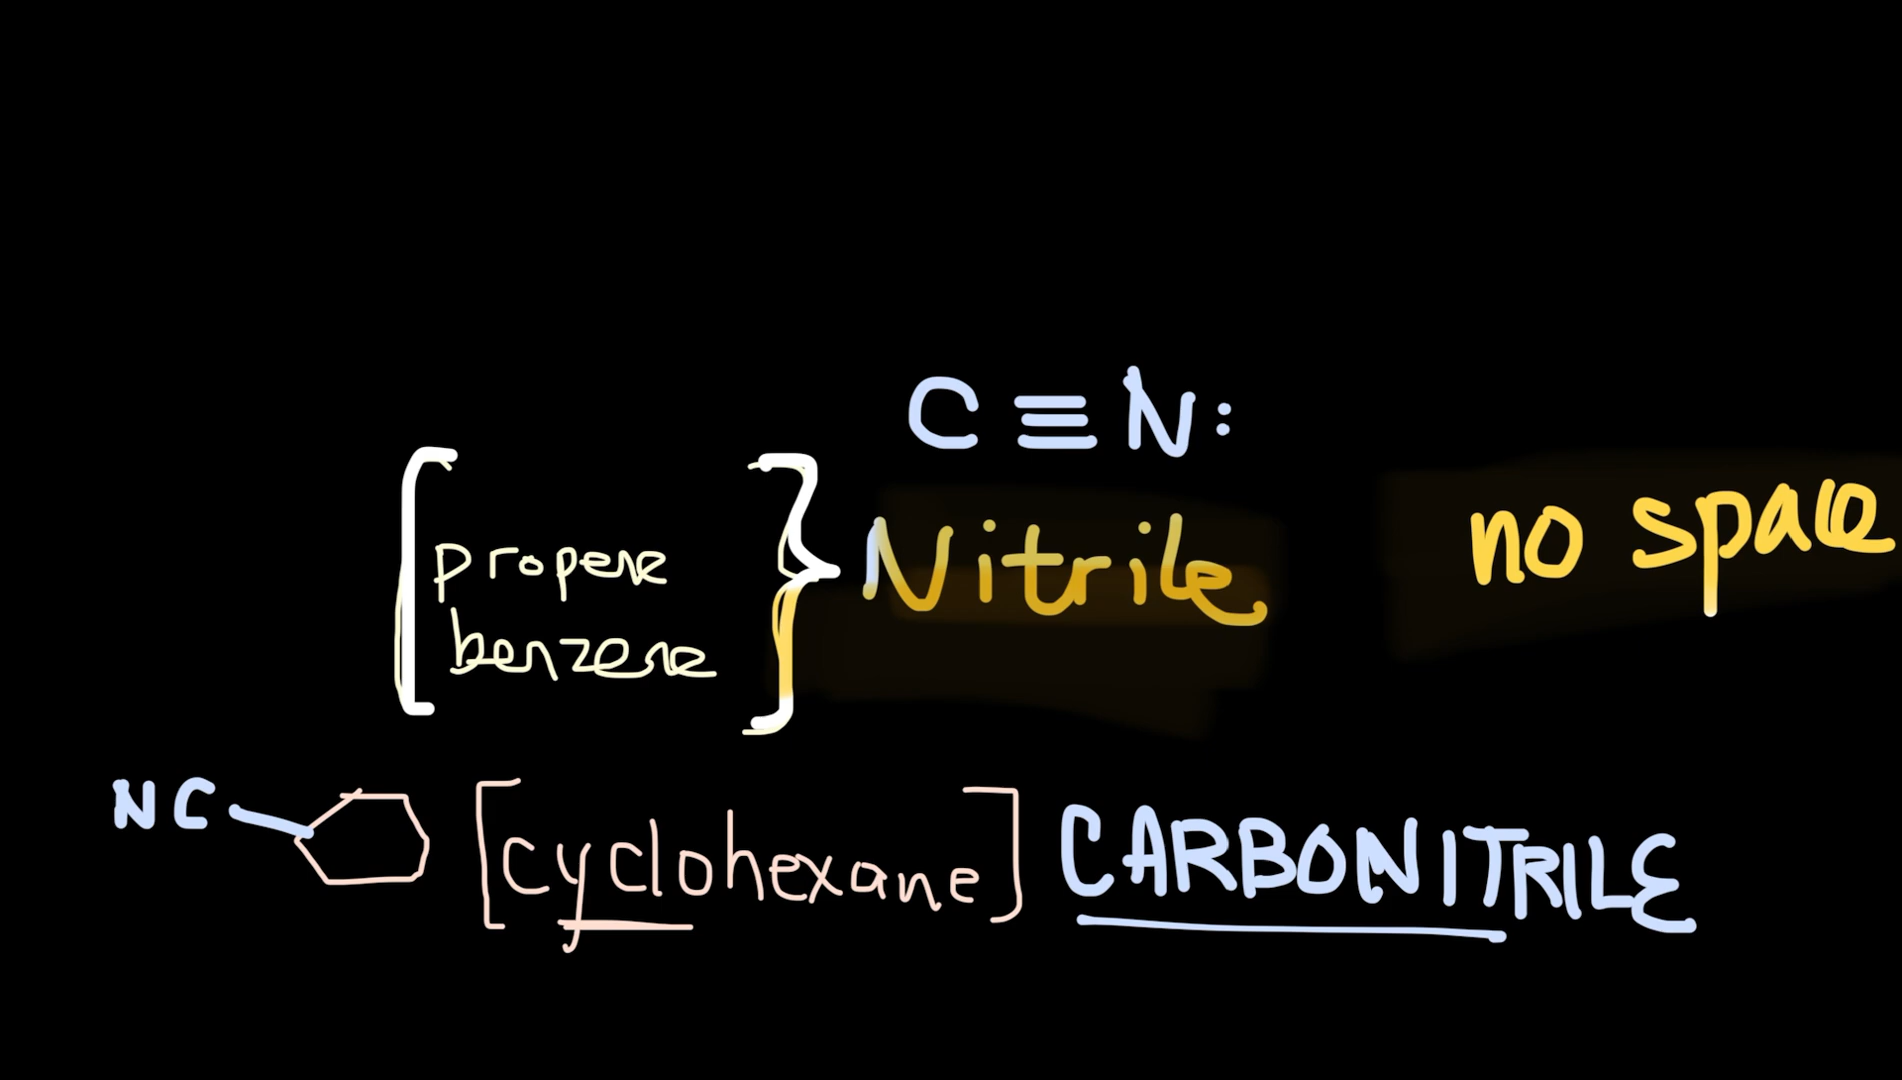 C ≡ N:
propene
benzene
Nitrile
no space
NC
[cyclohexane] CARBONITRILE